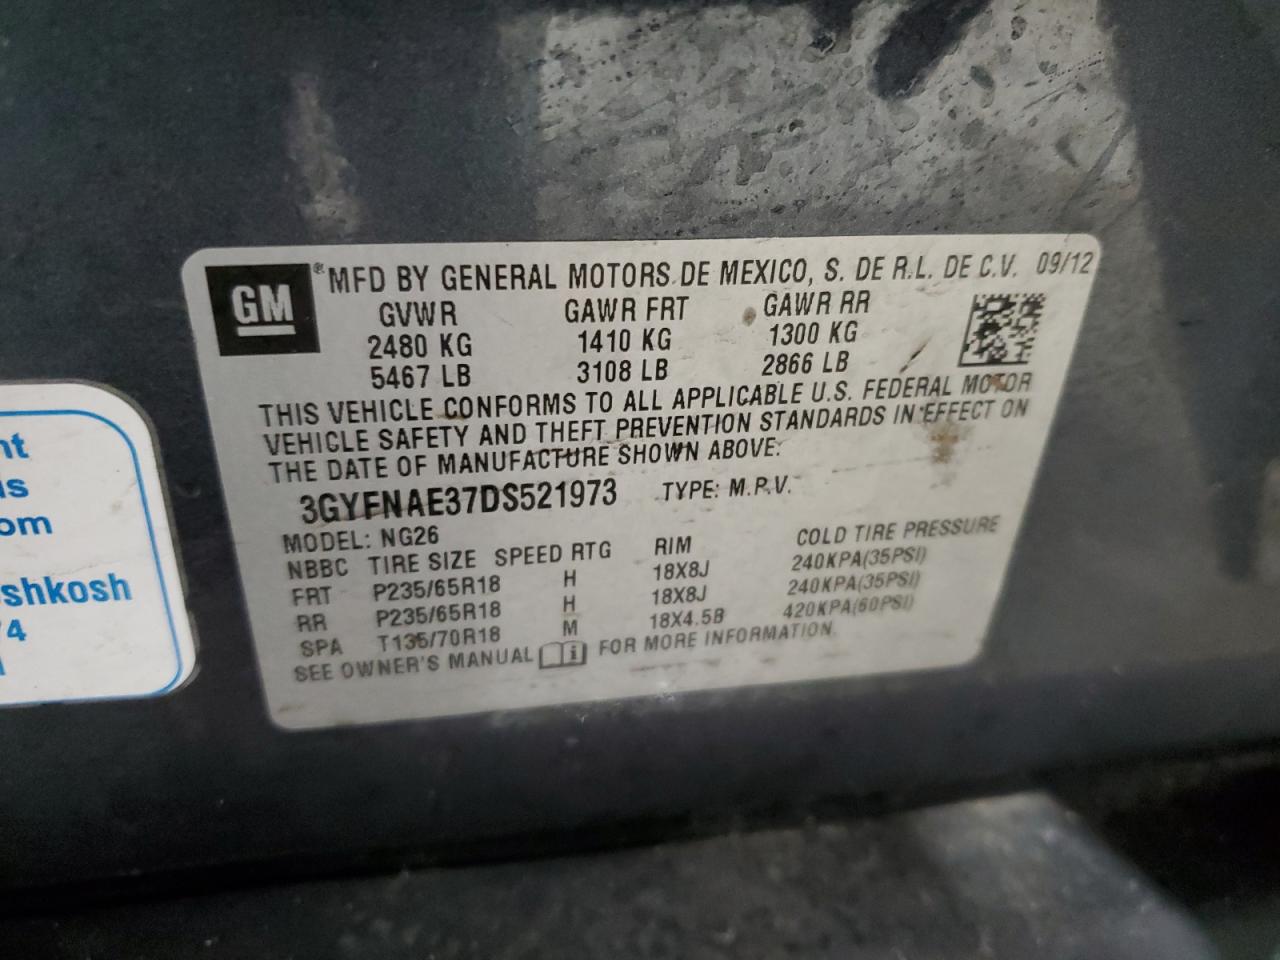 GM
® MFD BY GENERAL MOTORS DE MEXICO, S. DE R.L. DE C.V. 09/12
GVWR GAWR FRT GAWR RR
2480 KG 1410 KG 1300 KG
5467 LB 3108 LB 2866 LB
THIS VEHICLE CONFORMS TO ALL APPLICABLE U.S. FEDERAL MOTOR
VEHICLE SAFETY AND THEFT PREVENTION STANDARDS IN EFFECT ON
THE DATE OF MANUFACTURE SHOWN ABOVE.
3GYFNAE37DS521973 TYPE: M.P.V.
MODEL: NG26
NBBC TIRE SIZE SPEED RTG RIM COLD TIRE PRESSURE
FRT P235/65R18 H 18X8J 240KPA(35PSI)
RR P235/65R18 H 18X8J 240KPA(35PSI)
SPA T135/70R18 M 18X4.5B 420KPA(60PSI)
SEE OWNER'S MANUAL FOR MORE INFORMATION.
nt
ls
om
shkosh
4